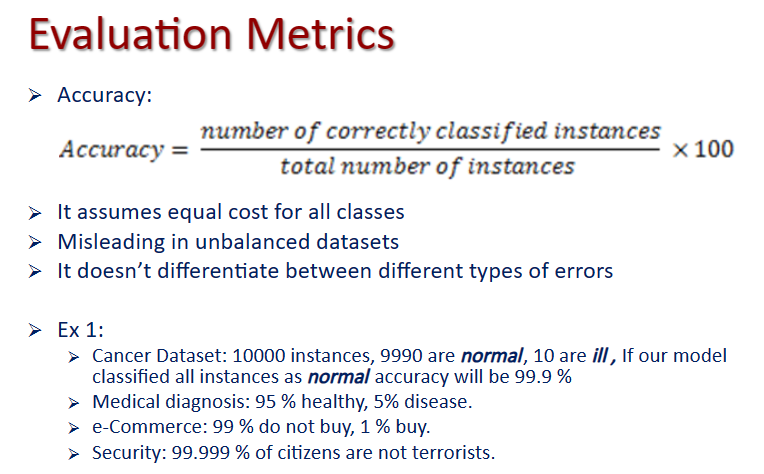 Evaluation Metrics
➢ Accuracy:
Accuracy = number of correctly classified instances / total number of instances × 100
➢ It assumes equal cost for all classes
➢ Misleading in unbalanced datasets
➢ It doesn't differentiate between different types of errors
➢ Ex 1:
➢ Cancer Dataset: 10000 instances, 9990 are normal, 10 are ill , If our model
classified all instances as normal accuracy will be 99.9 %
➢ Medical diagnosis: 95 % healthy, 5% disease.
➢ e-Commerce: 99 % do not buy, 1 % buy.
➢ Security: 99.999 % of citizens are not terrorists.